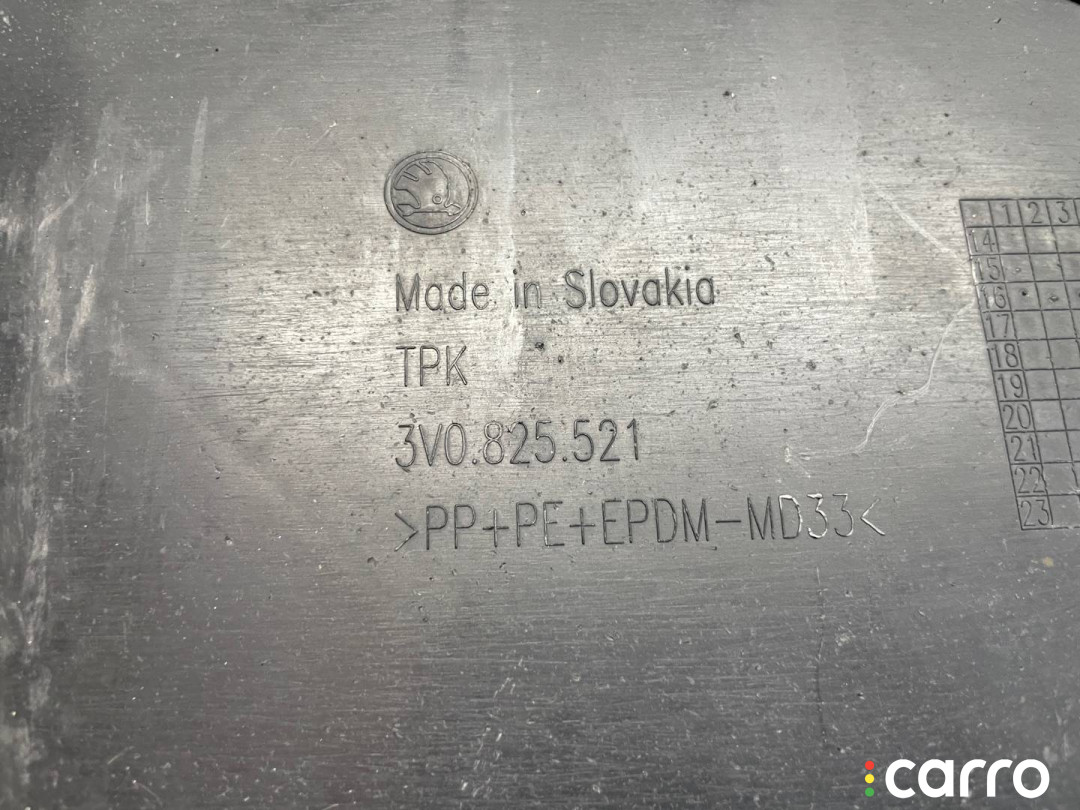 Made in Slovakia
TPK
3V0.825.521
>PP+PE+EPDM-MD33<
1 2 3
14
15
16
17
18
19
20
21
22
23
carro